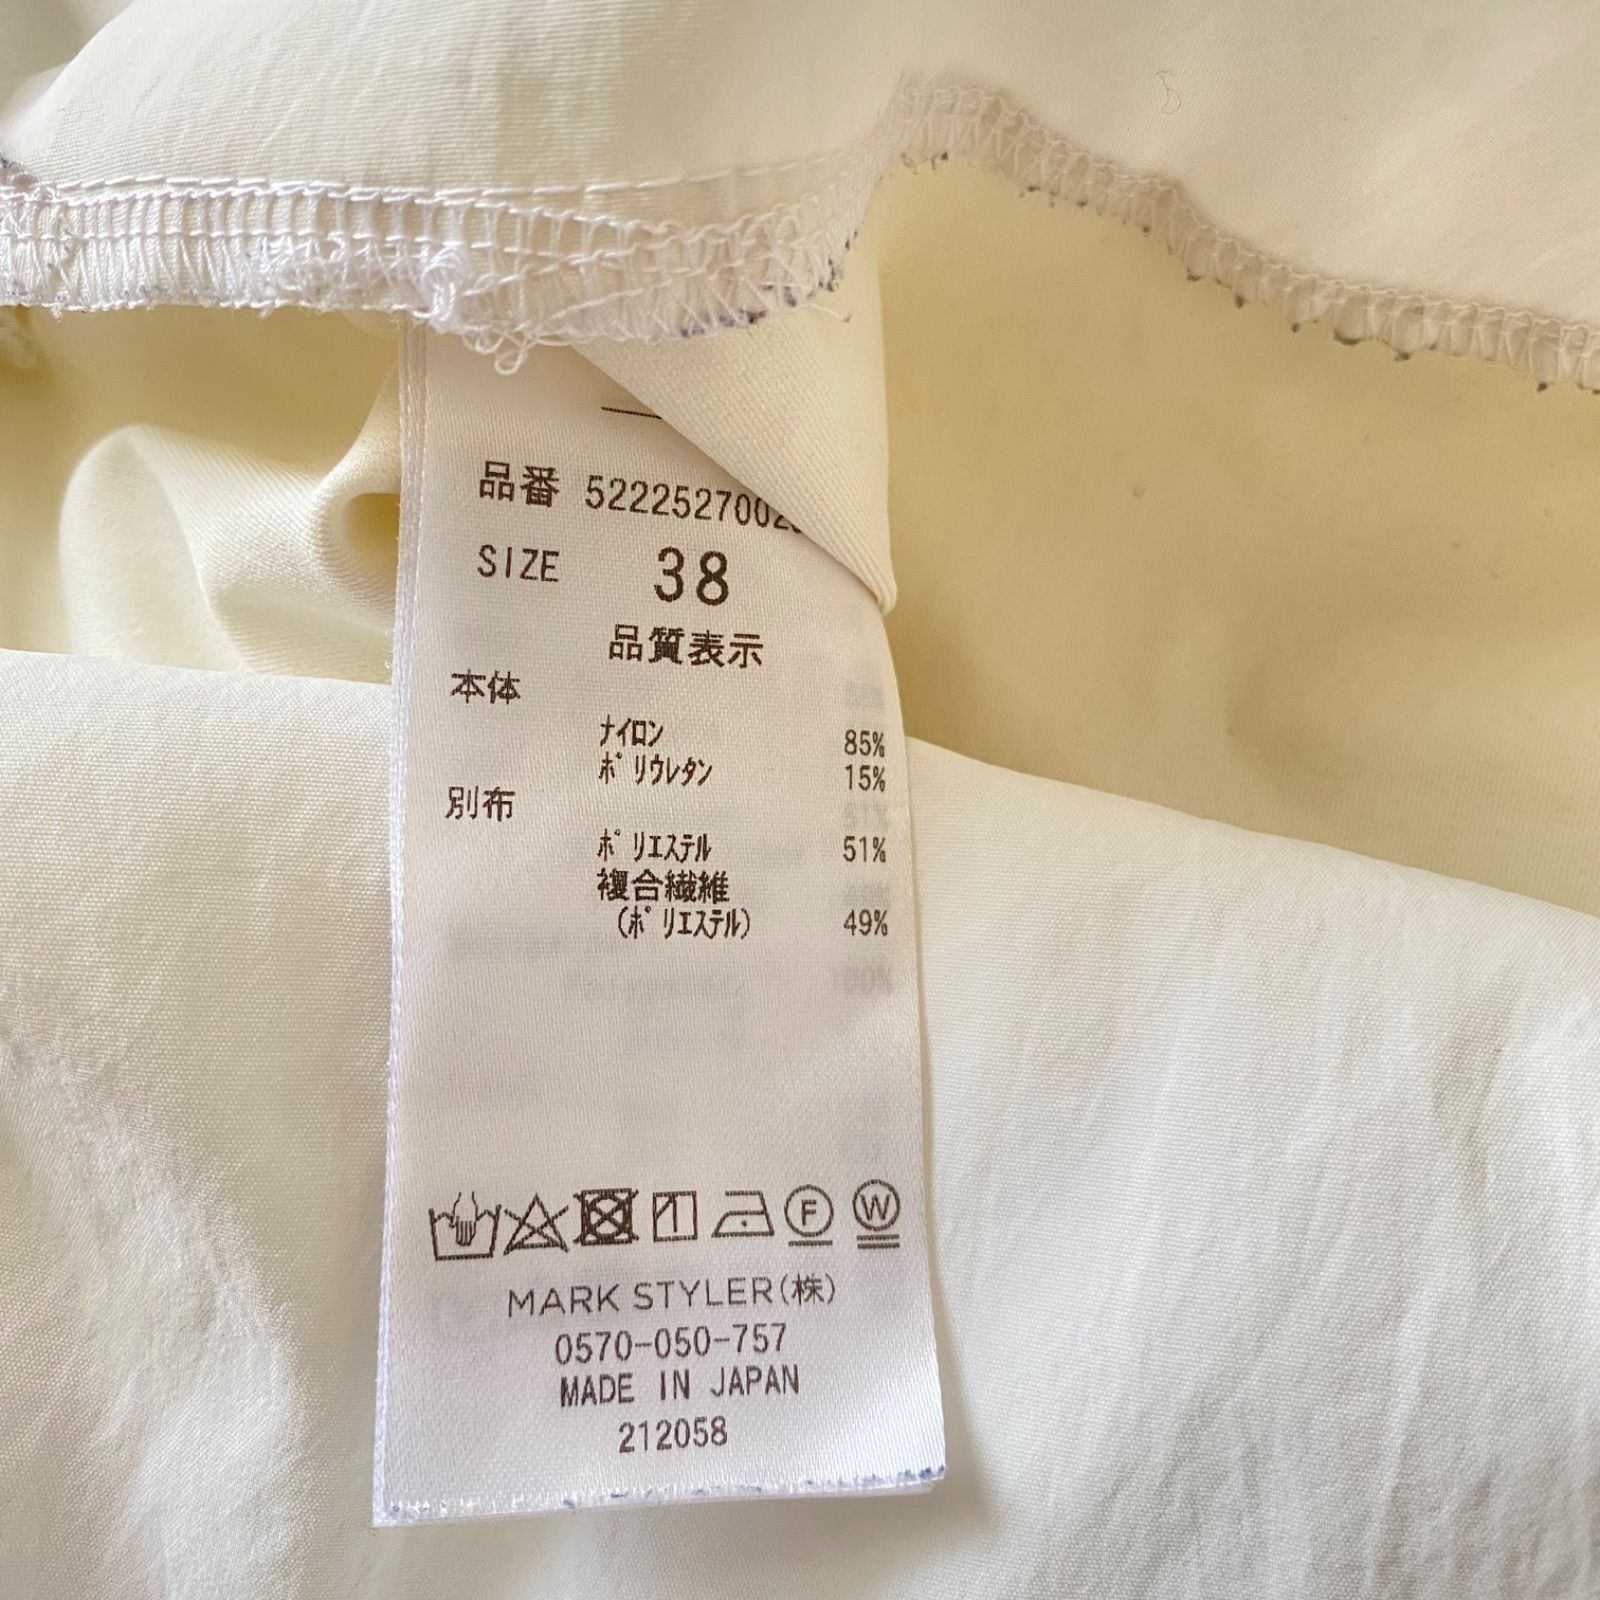 品番
SIZE 38
品質表示
本体
ナイロン 85%
ポリウレタン 15%
別布
ポリエステル 51%
複合繊維
(ポリエステル) 49%
F W
MARK STYLER(株)
0570-050-757
MADE IN JAPAN
212058